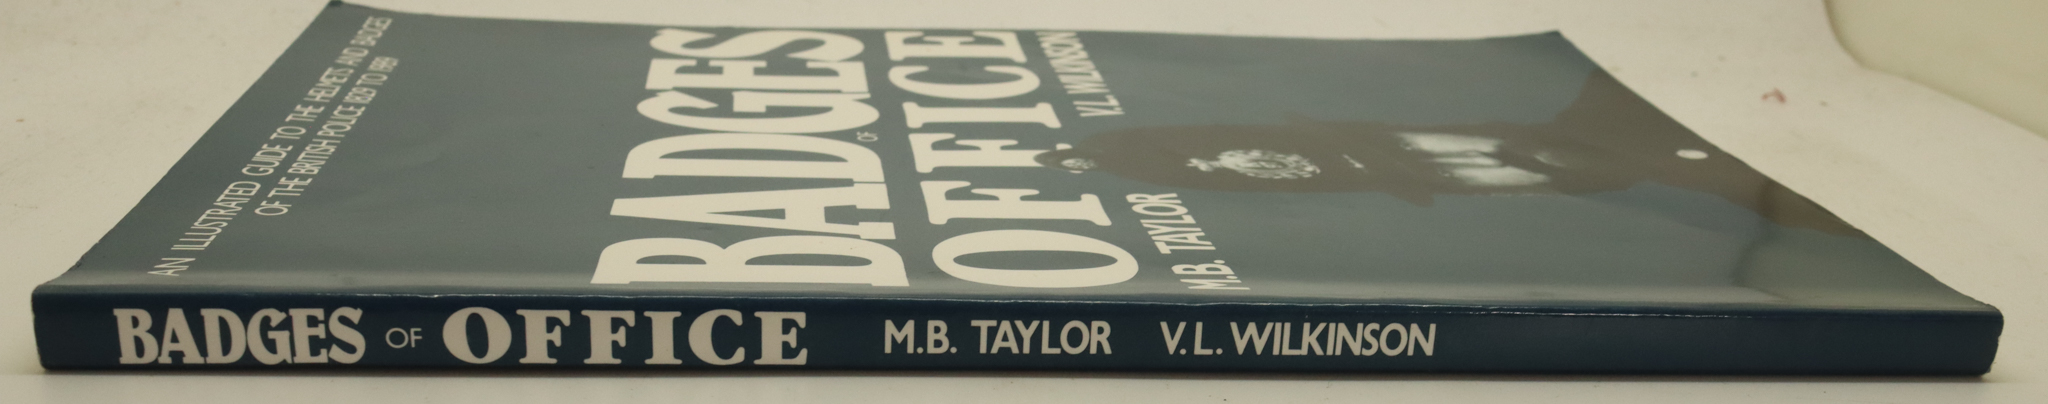 AN ILLUSTRATED GUIDE TO THE HELMETS AND BADGES
OF THE BRITISH POLICE 1829 TO 1989
BADGES
OF
OFFICE
M.B. TAYLOR V.L. WILKINSON
BADGES OF OFFICE M.B. TAYLOR V.L. WILKINSON